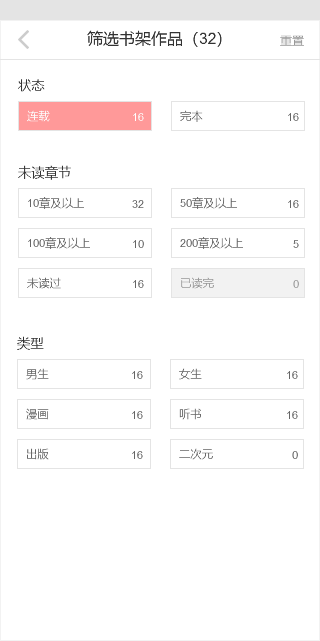 筛选书架作品（32） 重置
状态
连载 16 完本 16
未读章节
10章及以上 32 50章及以上 16
100章及以上 10 200章及以上 5
未读过 16 已读完 0
类型
男生 16 女生 16
漫画 16 听书 16
出版 16 二次元 0